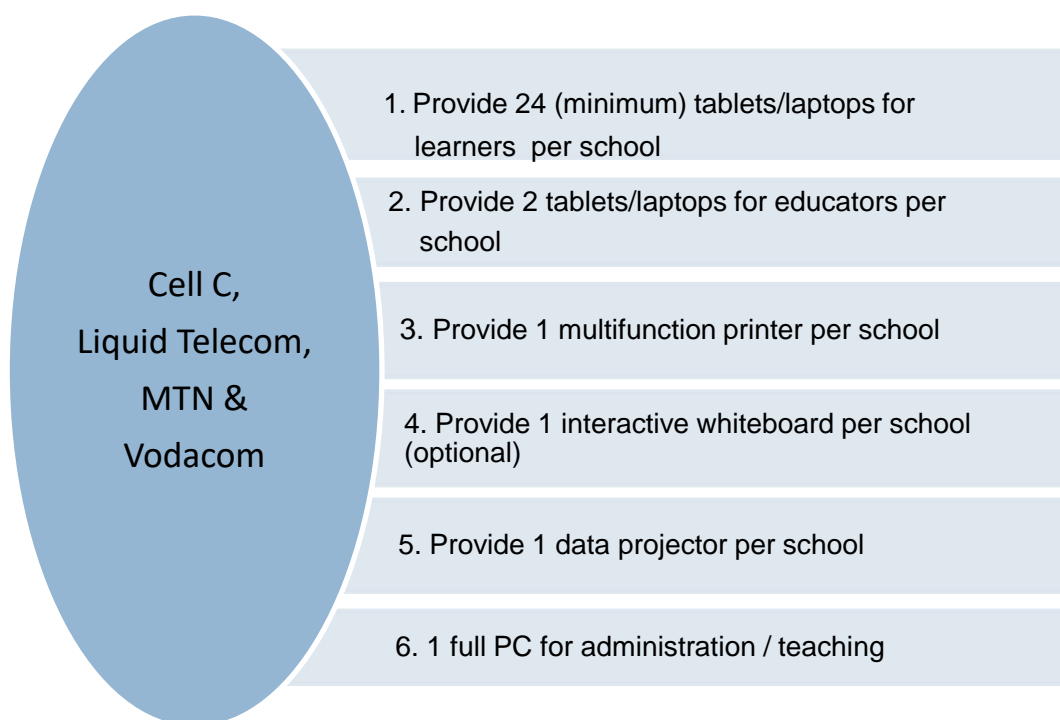 Cell C,
Liquid Telecom,
MTN &
Vodacom
1. Provide 24 (minimum) tablets/laptops for
learners per school
2. Provide 2 tablets/laptops for educators per
school
3. Provide 1 multifunction printer per school
4. Provide 1 interactive whiteboard per school
(optional)
5. Provide 1 data projector per school
6. 1 full PC for administration / teaching